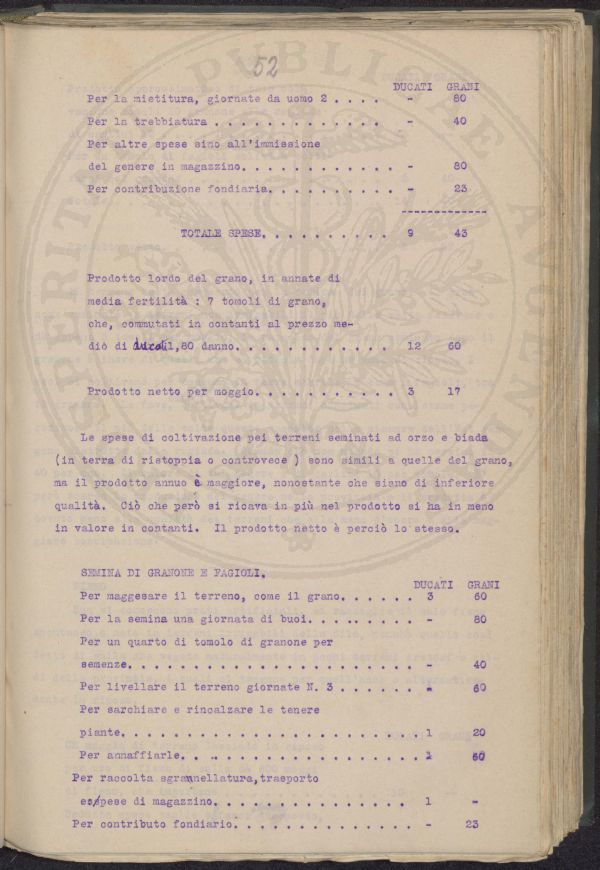 52
DUCATI GRANI
Per la mietitura, giornate da uomo 2 . . . . - 80
Per la trebbiatura . . . . . . . . . . . . . . - 40
Per altre spese sino all'immissione
del genere in magazzino. . . . . . . . . . . . - 80
Per contribuzione fondiaria. . . . . . . . . . - 23
TOTALE SPESE. . . . . . . . . . . 9 43
Prodotto lordo del grano, in annate di
media fertilità : 7 tomoli di grano,
che, commutati in contanti al prezzo me-
dio di ducati 1,80 danno. . . . . . . . . . . . 12 60
Prodotto netto per moggio. . . . . . . . . . . 3 17
Le spese di coltivazione pei terreni seminati ad orzo e biada
(in terra di ristoppia o controvece ) sono simili a quelle del grano,
ma il prodotto annuo è maggiore, nonostante che siano di inferiore
qualità. Ciò che però si ricava in più nel prodotto si ha in meno
in valore in contanti. Il prodotto netto è perciò lo stesso.
SEMINA DI GRANONE E FAGIOLI.
DUCATI GRANI
Per maggesare il terreno, come il grano. . . . . . 3 60
Per la semina una giornata di buoi. . . . . . . . . - 80
Per un quarto di tomolo di granone per
semenze. . . . . . . . . . . . . . . . . . . . . - 40
Per livellare il terreno giornate N. 3 . . . . . . - 60
Per sarchiare e rincalzare le tenere
piante. . . . . . . . . . . . . . . . . . . . . . 1 20
Per annaffiarle. . . . . . . . . . . . . . . . . . 1 60
Per raccolta sgrannellatura,trasporto
e spese di magazzino. . . . . . . . . . . . . . . 1 -
Per contributo fondiario. . . . . . . . . . . . . - 23